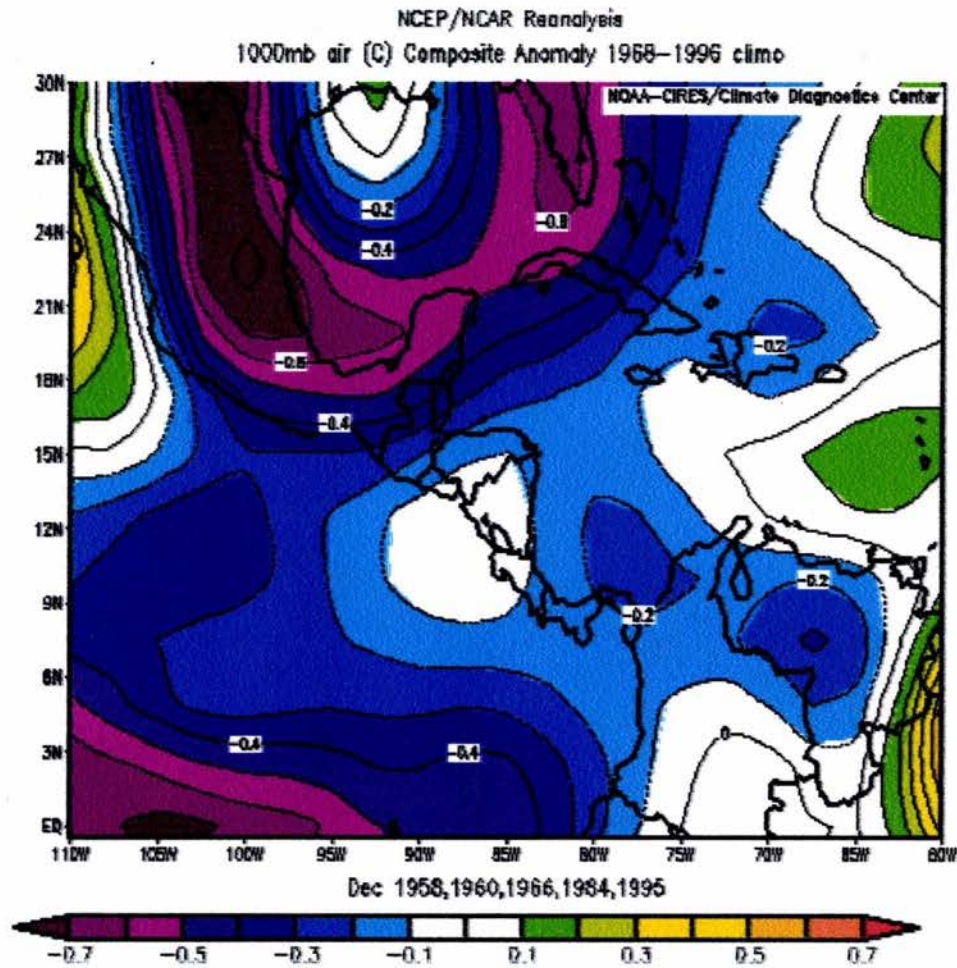 NCEP/NCAR Reanalysis
1000mb air (C) Composite Anomaly 1968-1996 climo
NOAA-CIRES/Climate Diagnostics Center
30N
27N
-0.2
24N
-0.4
21N
-0.2
18N
-0.4
15N
12N
-0.2
9N
-0.2
6N
0
3N
-0.4
-0.4
EQ
110W 105W 100W 95W 90W 85W 80W 75W 70W 65W 60W
Dec 1958,1960,1966,1984,1995
-0.7 -0.5 -0.3 -0.1 0.1 0.3 0.5 0.7